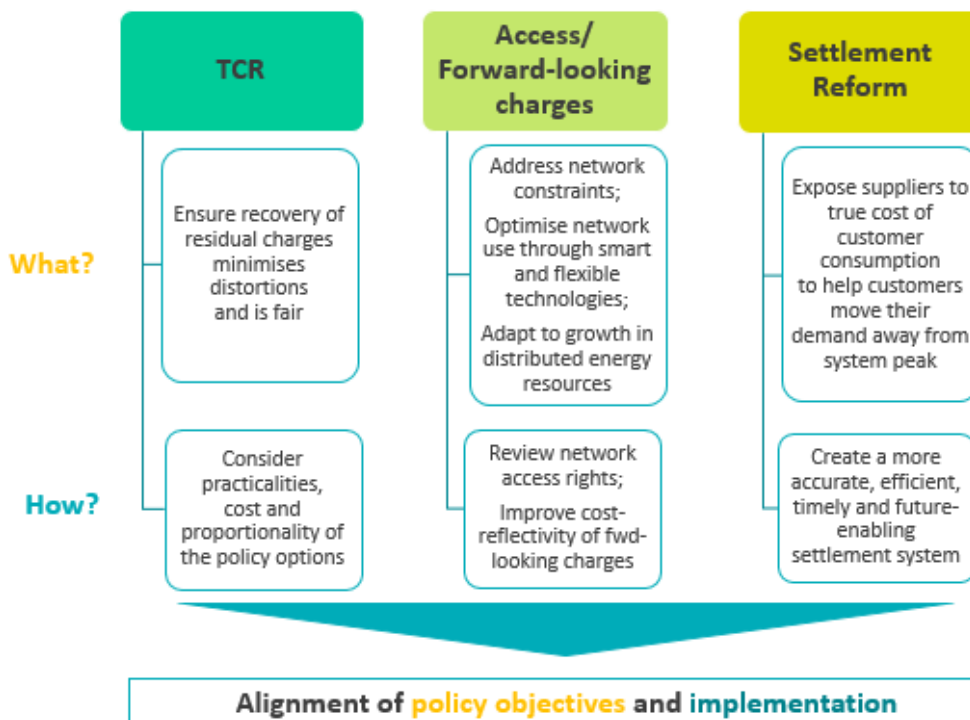 TCR
Access/
Forward-looking
charges
Settlement
Reform
What?
Ensure recovery of
residual charges
minimises
distortions
and is fair
Address network
constraints;
Optimise network
use through smart
and flexible
technologies;
Adapt to growth in
distributed energy
resources
Expose suppliers to
true cost of
customer
consumption
to help customers
move their
demand away from
system peak
How?
Consider
practicalities,
cost and
proportionality of
the policy options
Review network
access rights;
Improve cost-
reflectivity of fwd-
looking charges
Create a more
accurate, efficient,
timely and future-
enabling
settlement system
Alignment of policy objectives and implementation